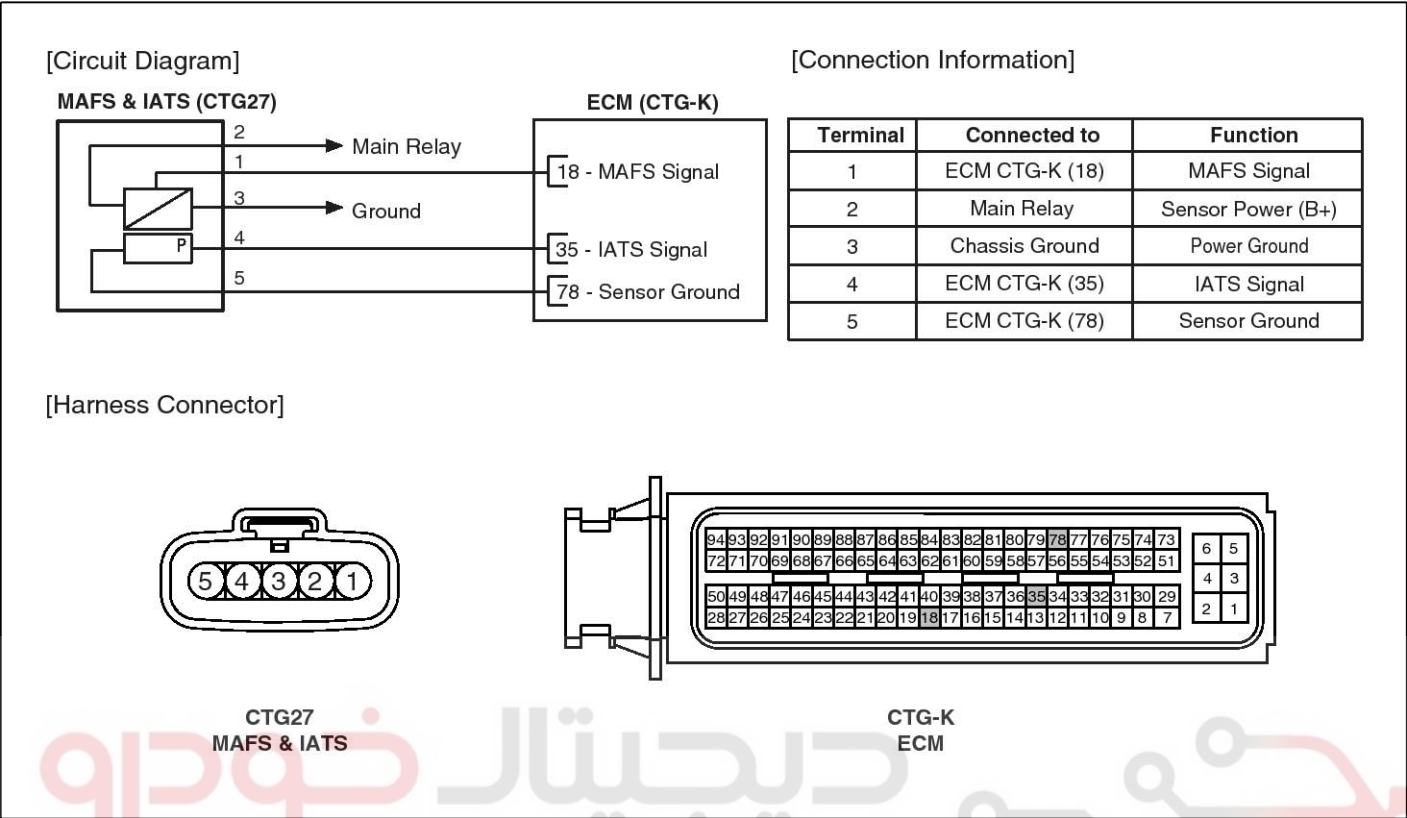 [Circuit Diagram]
MAFS & IATS (CTG27)
ECM (CTG-K)
2
Main Relay
1
18 - MAFS Signal
3
Ground
P
4
35 - IATS Signal
5
78 - Sensor Ground
[Connection Information]
Terminal Connected to Function
1 ECM CTG-K (18) MAFS Signal
2 Main Relay Sensor Power (B+)
3 Chassis Ground Power Ground
4 ECM CTG-K (35) IATS Signal
5 ECM CTG-K (78) Sensor Ground
[Harness Connector]
5 4 3 2 1
94 93 92 91 90 89 88 87 86 85 84 83 82 81 80 79 78 77 76 75 74 73
72 71 70 69 68 67 66 65 64 63 62 61 60 59 58 57 56 55 54 53 52 51
50 49 48 47 46 45 44 43 42 41 40 39 38 37 36 35 34 33 32 31 30 29
28 27 26 25 24 23 22 21 20 19 18 17 16 15 14 13 12 11 10 9 8 7
6 5
4 3
2 1
CTG27
MAFS & IATS
CTG-K
ECM
دیجیتال خودرو